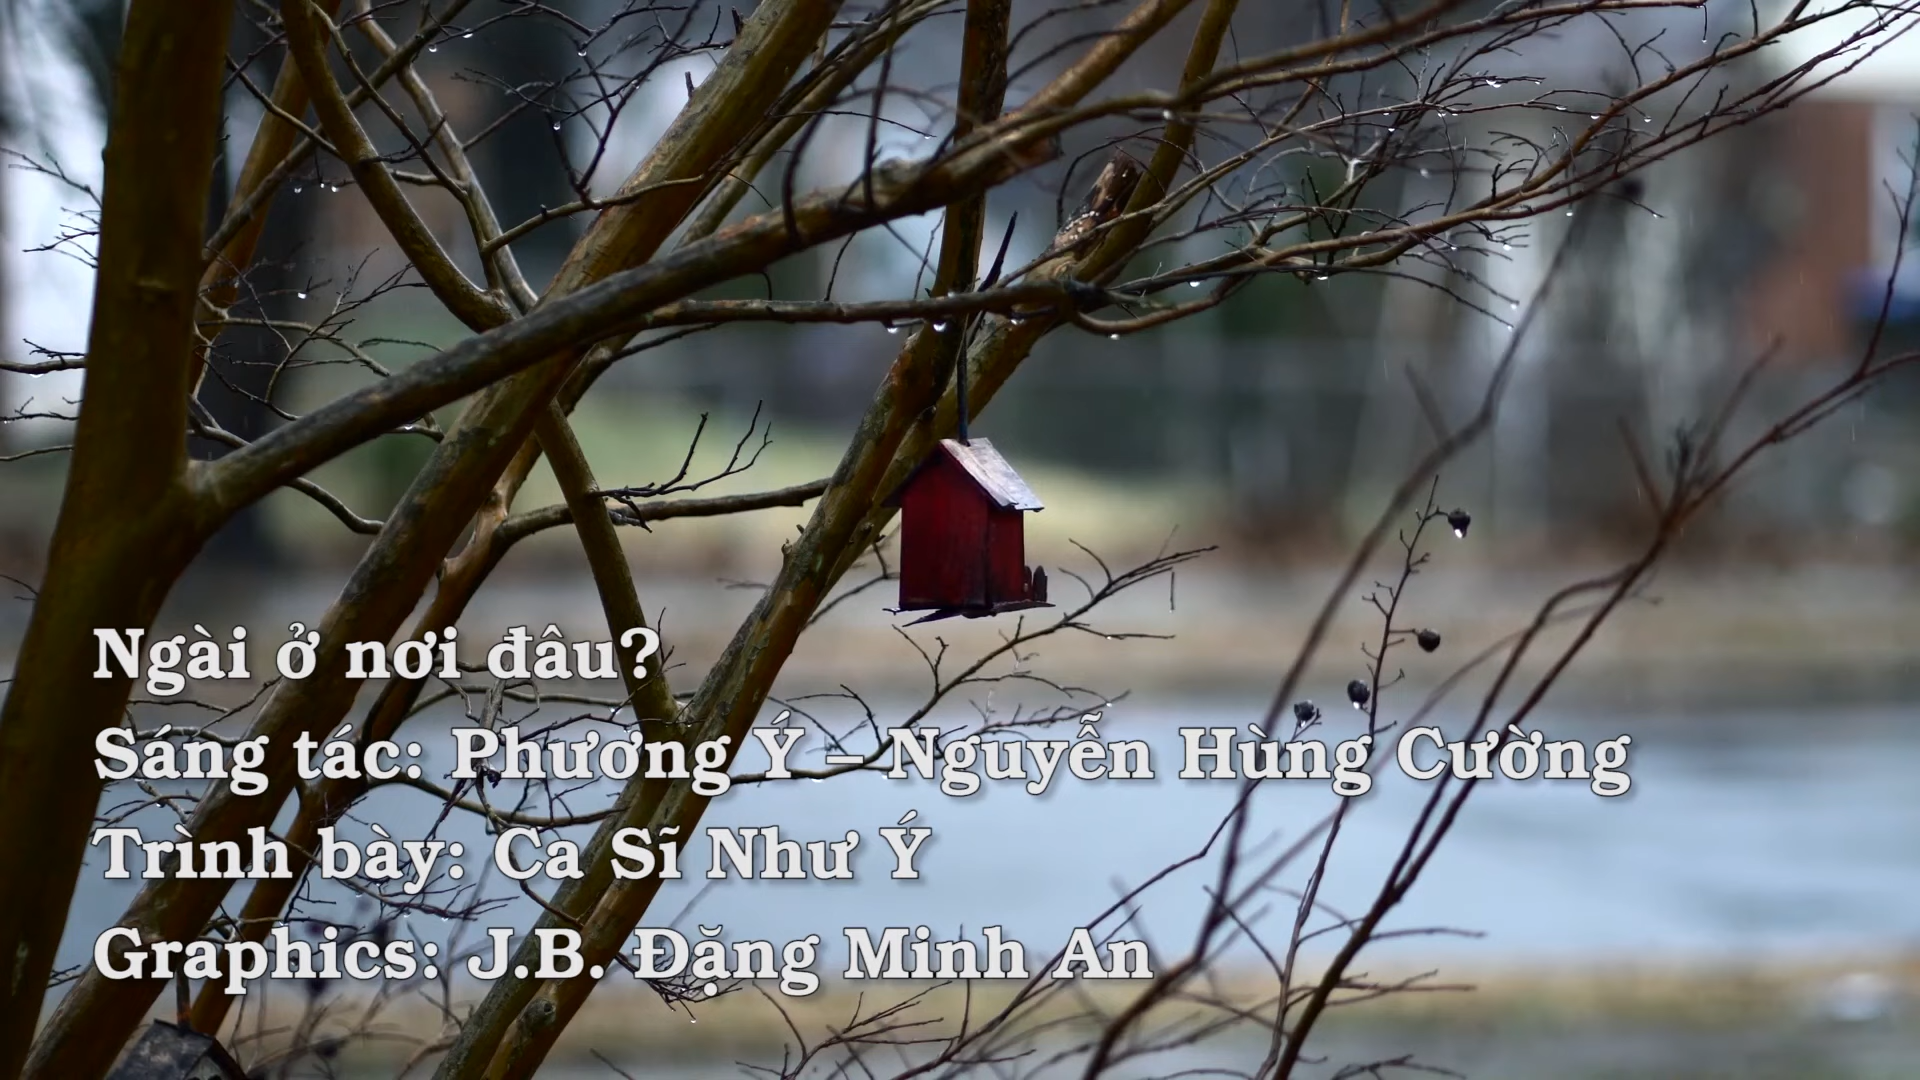 Ngài ở nơi đâu?
Sáng tác: Phương Ý – Nguyễn Hùng Cường
Trình bày: Ca Sĩ Như Ý
Graphics: J.B. Đặng Minh An